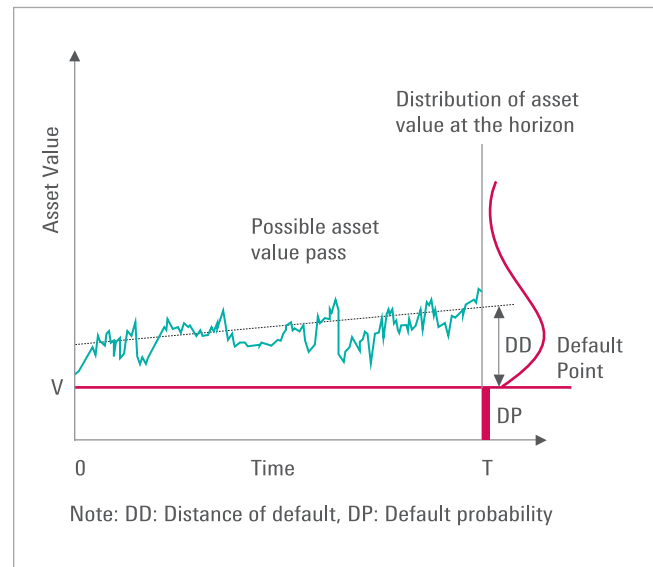 Distribution of asset
value at the horizon
Asset Value
Possible asset
value pass
DD
Default
Point
V
DP
0
Time
T
Note: DD: Distance of default, DP: Default probability